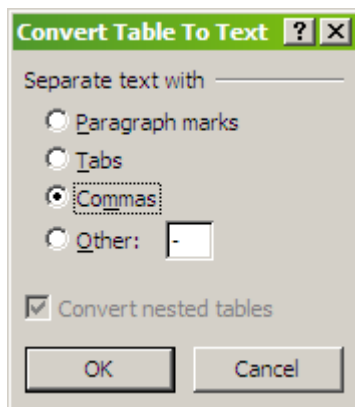 Convert Table To Text ? X
Separate text with
Paragraph marks
Tabs
Commas
Other: -
Convert nested tables
OK Cancel